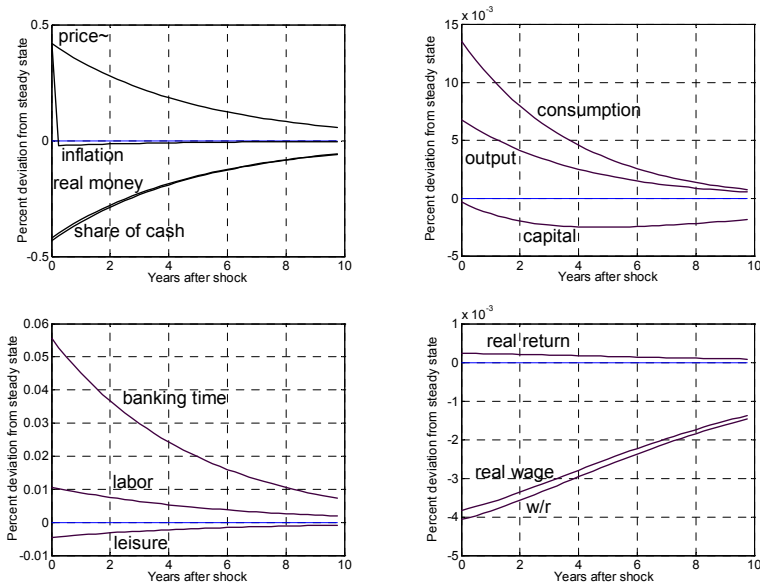 Percent deviation from steady state
0.5
0
-0.5
price~
inflation
real money
share of cash
0 2 4 6 8 10
Years after shock
x 10-3
Percent deviation from steady state
15
10
5
0
-5
consumption
output
capital
0 2 4 6 8 10
Years after shock
Percent deviation from steady state
0.06
0.05
0.04
0.03
0.02
0.01
0
-0.01
banking time
labor
leisure
0 2 4 6 8 10
Years after shock
x 10-3
Percent deviation from steady state
1
0
-1
-2
-3
-4
-5
real return
real wage
w/r
0 2 4 6 8 10
Years after shock